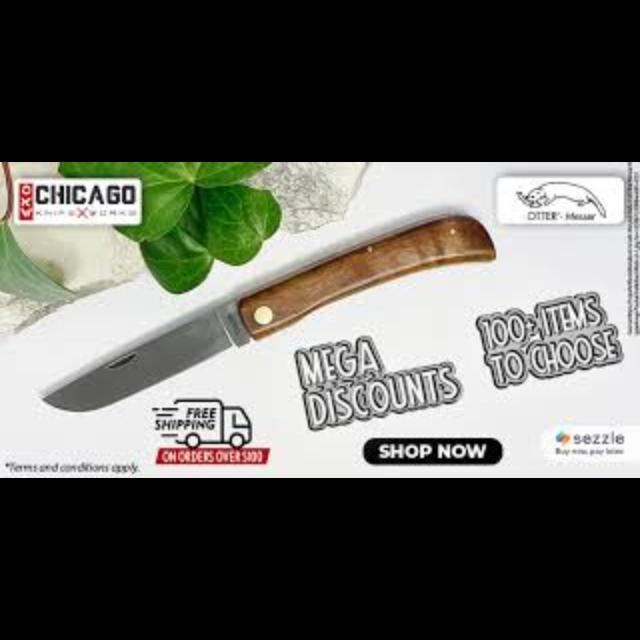 CKW
CHICAGO
KNIFE WORKS
OTTER - Messer
MEGA
DISCOUNTS
100+ ITEMS
TO CHOOSE
FREE
SHIPPING
ON ORDERS OVER $100
SHOP NOW
sezzle
Buy now, pay later
*Terms and conditions apply.